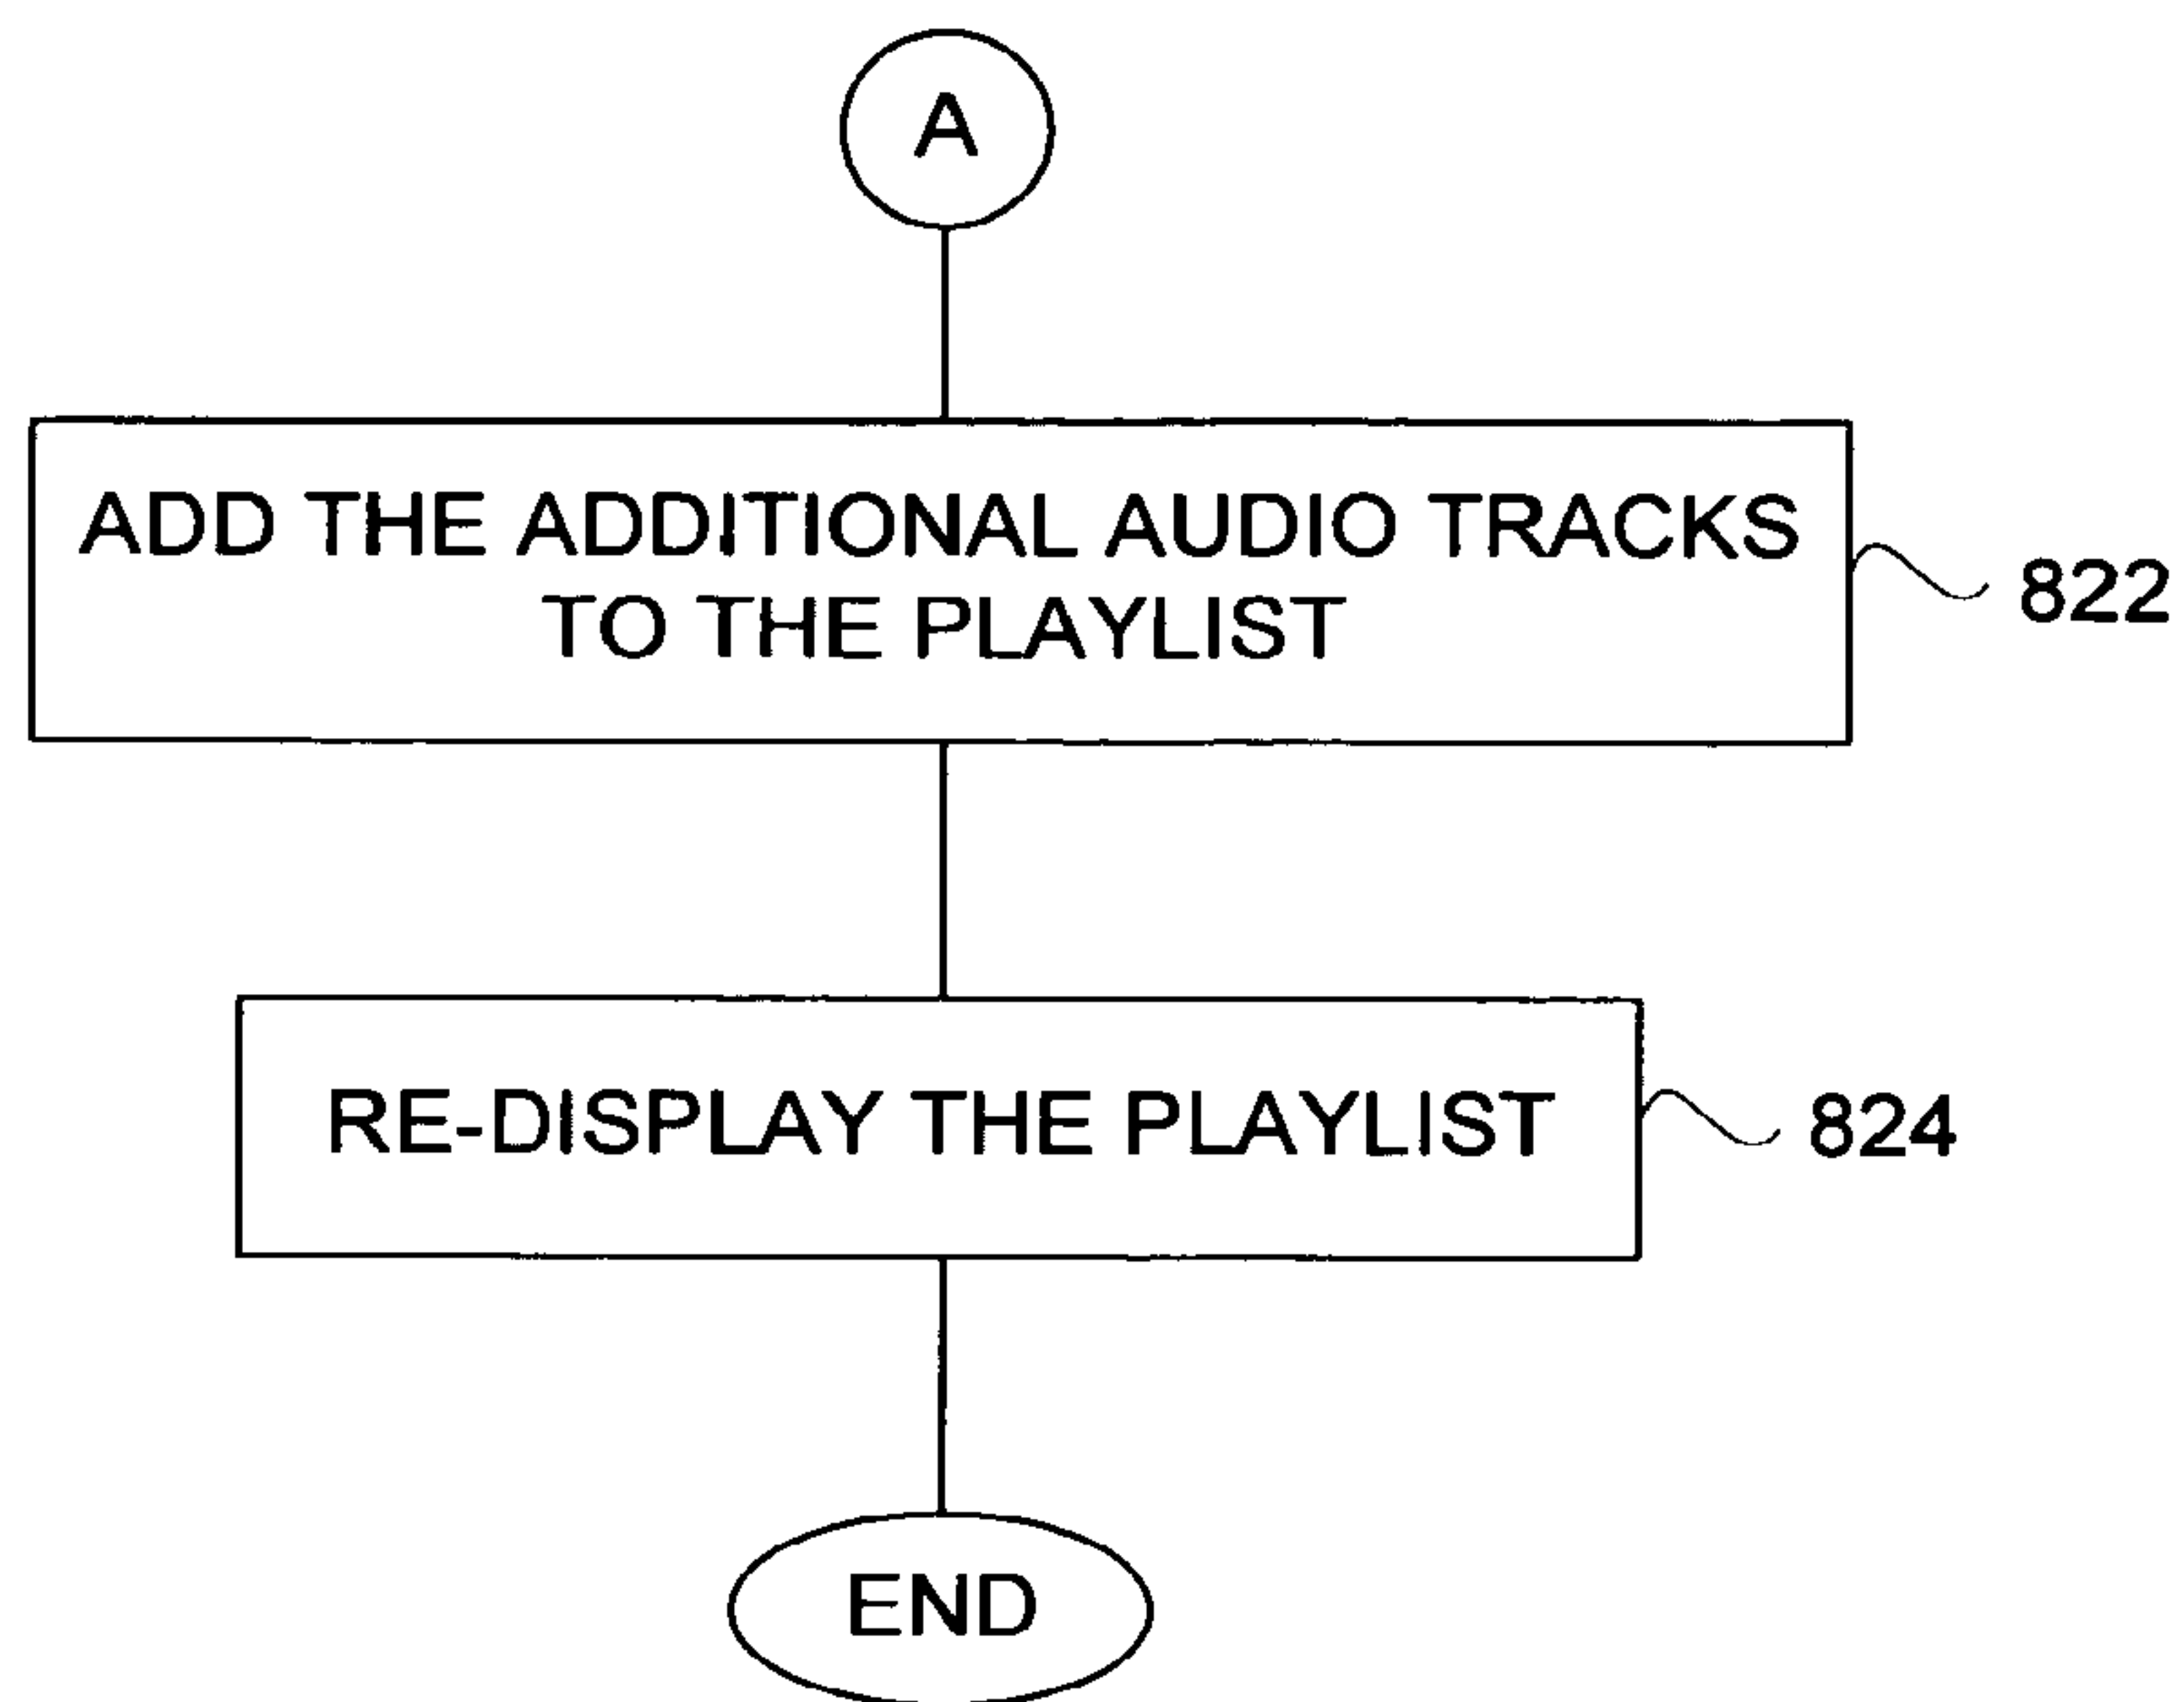 A
ADD THE ADDITIONAL AUDIO TRACKS
TO THE PLAYLIST
822
RE-DISPLAY THE PLAYLIST
824
END